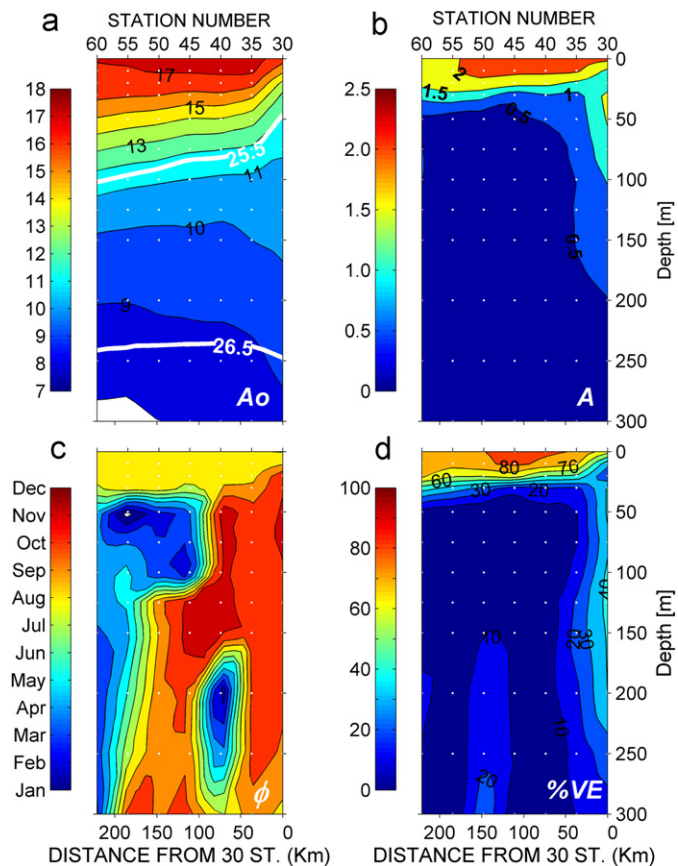 a
STATION NUMBER
60 55 50 45 40 35 30
18
17
16
15
14
13
12
11
10
9
8
7
17
15
13
25.5
11
10
9
26.5
Ao
b
STATION NUMBER
60 55 50 45 40 35 30
2.5
2.0
1.5
1.0
0.5
0
2
1.5
1
0.5
0.5
A
0
50
100
150
200
250
300
Depth [m]
c
Dec
Nov
Oct
Sep
Aug
Jul
Jun
May
Apr
Mar
Feb
Jan
ϕ
200 150 100 50 0
DISTANCE FROM 30 ST. (Km)
d
100
80
60
40
20
0
60
80
70
30
20
30
20
10
10
20
%VE
0
50
100
150
200
250
300
Depth [m]
200 150 100 50 0
DISTANCE FROM 30 ST. (Km)